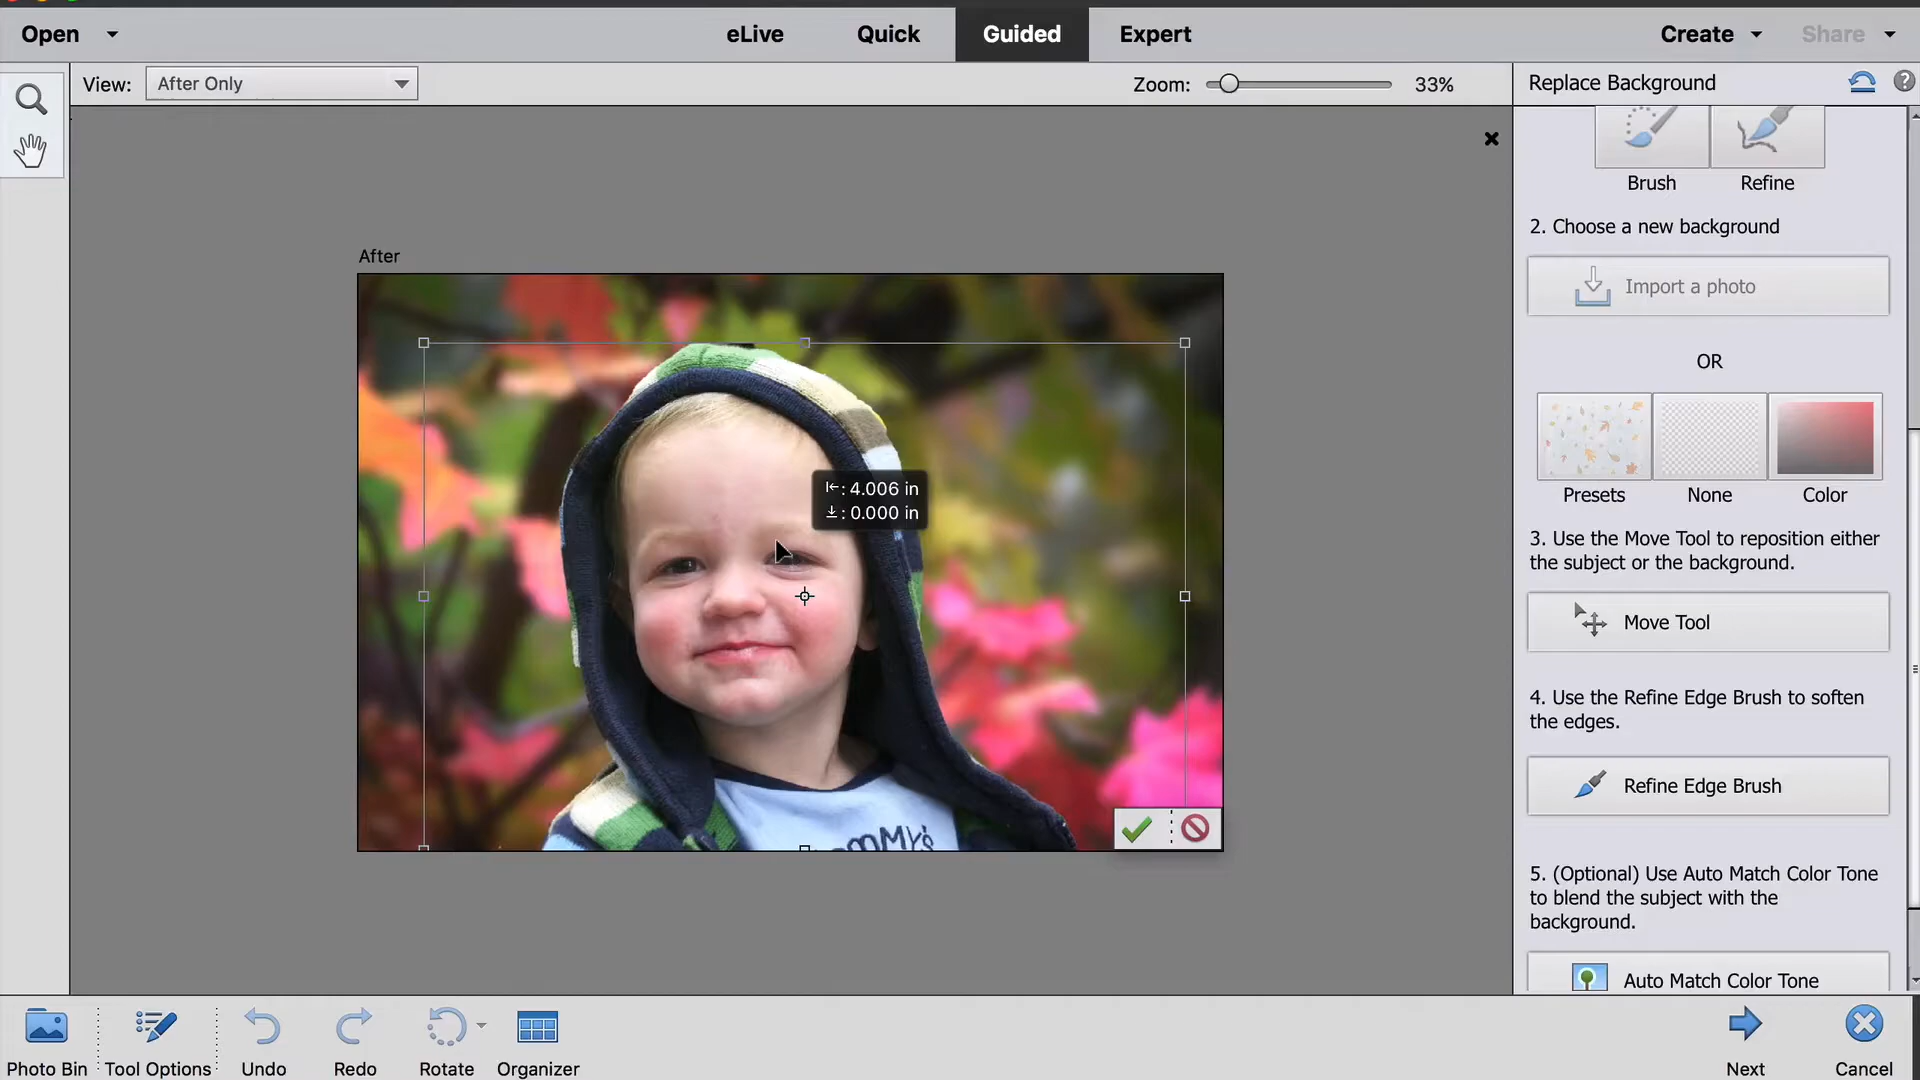 Open
eLive
Quick
Guided
Expert
Create
Share
View:
After Only
Zoom:
33%
Replace Background
After
Brush
Refine
2. Choose a new background
Import a photo
OR
Presets
None
Color
3. Use the Move Tool to reposition either
the subject or the background.
Move Tool
4. Use the Refine Edge Brush to soften
the edges.
Refine Edge Brush
5. (Optional) Use Auto Match Color Tone
to blend the subject with the
background.
Auto Match Color Tone
: 4.006 in
: 0.000 in
Photo Bin
Tool Options
Undo
Redo
Rotate
Organizer
Next
Cancel